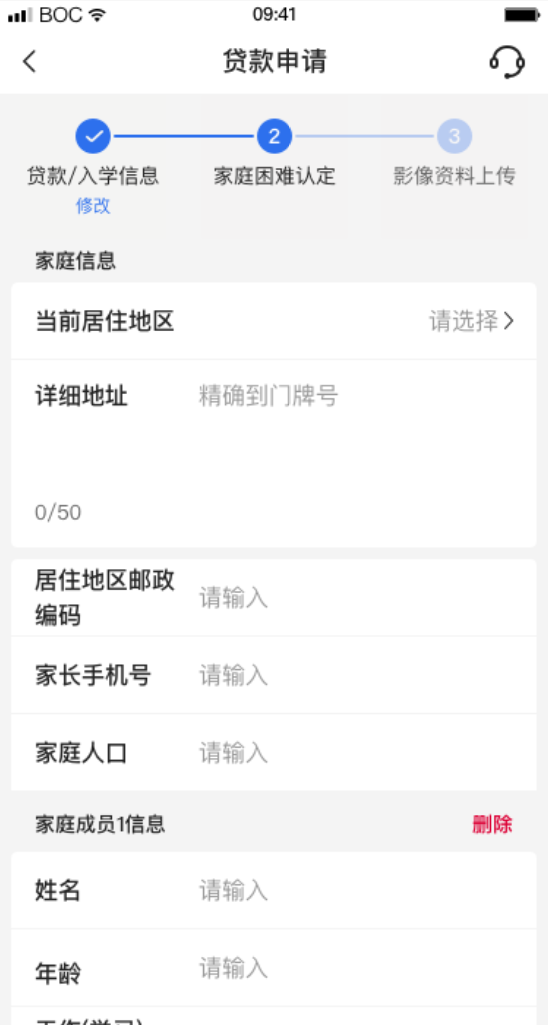 BOC
09:41
贷款申请
2
3
贷款/入学信息
家庭困难认定
影像资料上传
修改
家庭信息
当前居住地区
请选择
详细地址
精确到门牌号
0/50
居住地区邮政
编码
请输入
家长手机号
请输入
家庭人口
请输入
家庭成员1信息
删除
姓名
请输入
年龄
请输入